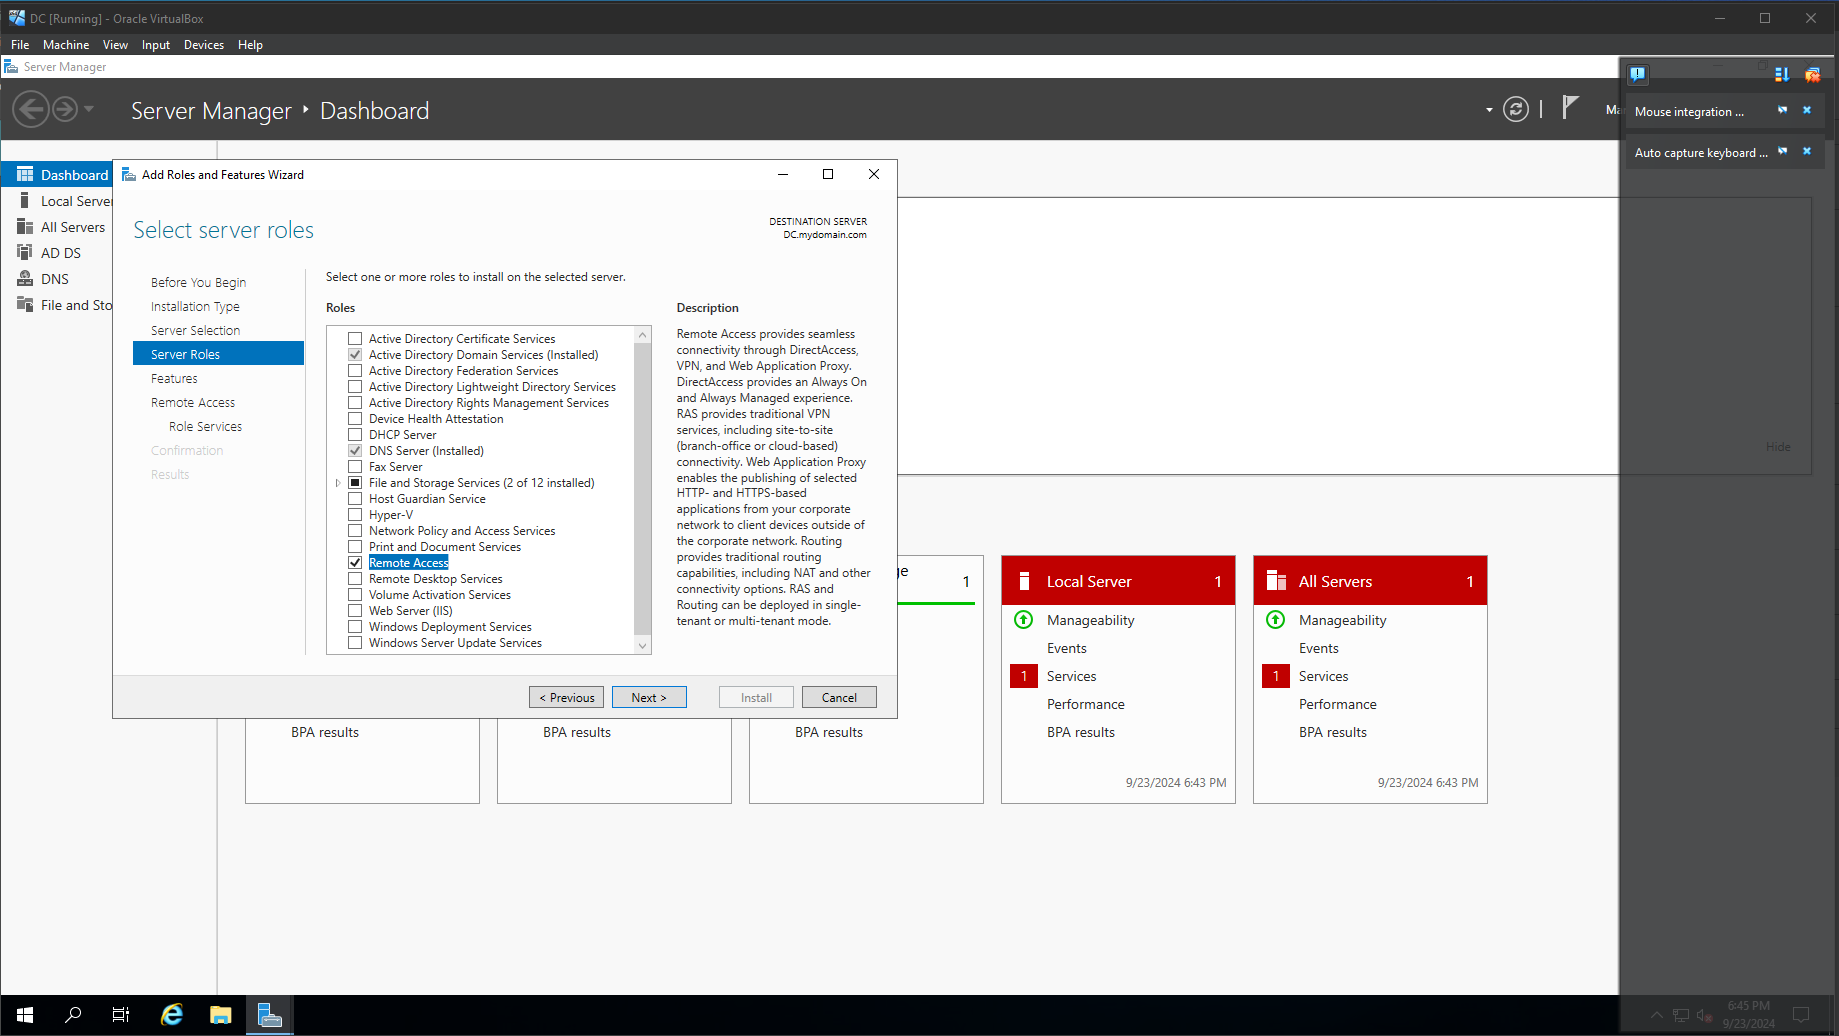 DC [Running] - Oracle VirtualBox
File Machine View Input Devices Help
Server Manager
Server Manager ‣ Dashboard
Mouse integration ...
Auto capture keyboard ...
Dashboard
Local Server
All Servers
AD DS
DNS
File and Sto
Add Roles and Features Wizard
Select server roles
DESTINATION SERVER
DC.mydomain.com
Before You Begin
Installation Type
Server Selection
Server Roles
Features
Remote Access
Role Services
Confirmation
Results
Select one or more roles to install on the selected server.
Roles
Active Directory Certificate Services
Active Directory Domain Services (Installed)
Active Directory Federation Services
Active Directory Lightweight Directory Services
Active Directory Rights Management Services
Device Health Attestation
DHCP Server
DNS Server (Installed)
Fax Server
File and Storage Services (2 of 12 installed)
Host Guardian Service
Hyper-V
Network Policy and Access Services
Print and Document Services
Remote Access
Remote Desktop Services
Volume Activation Services
Web Server (IIS)
Windows Deployment Services
Windows Server Update Services
Description
Remote Access provides seamless
connectivity through DirectAccess,
VPN, and Web Application Proxy.
DirectAccess provides an Always On
and Always Managed experience.
RAS provides traditional VPN
services, including site-to-site
(branch-office or cloud-based)
connectivity. Web Application Proxy
enables the publishing of selected
HTTP- and HTTPS-based
applications from your corporate
network to client devices outside of
the corporate network. Routing
provides traditional routing
capabilities, including NAT and other
connectivity options. RAS and
Routing can be deployed in single-
tenant or multi-tenant mode.
< Previous
Next >
Install
Cancel
Hide
ge 1
BPA results
BPA results
BPA results
Local Server 1
Manageability
Events
1 Services
Performance
BPA results
9/23/2024 6:43 PM
All Servers 1
Manageability
Events
1 Services
Performance
BPA results
9/23/2024 6:43 PM
6:45 PM
9/23/2024